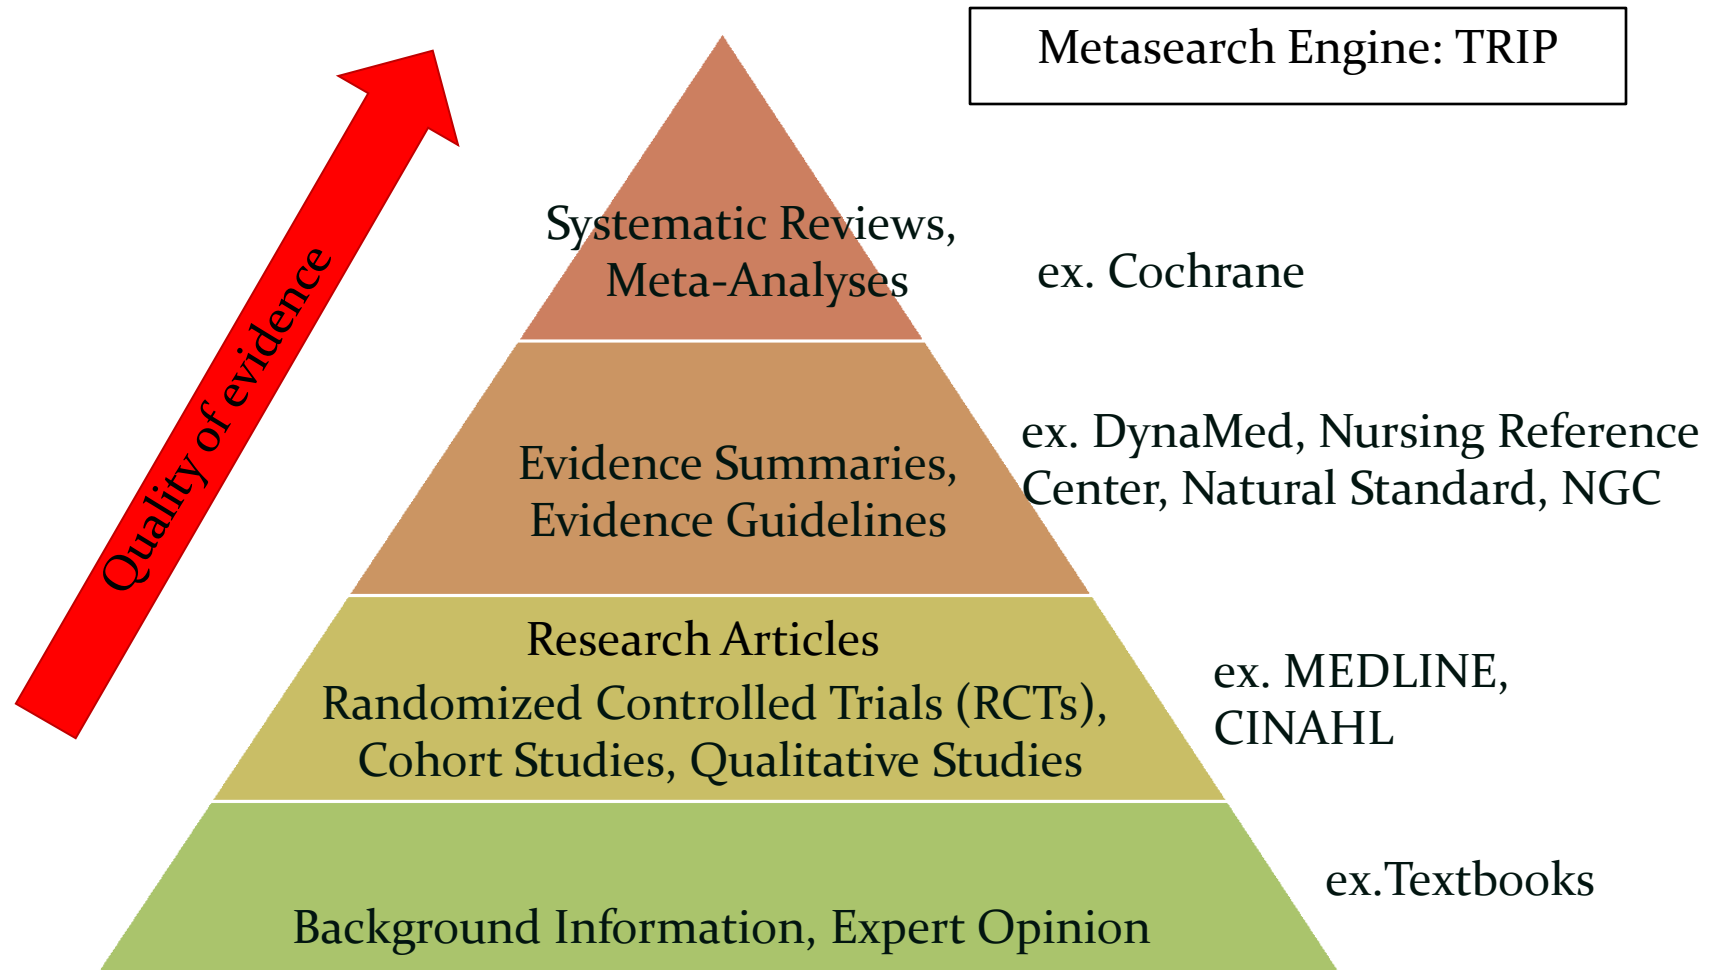 Metasearch Engine: TRIP
Quality of evidence
Systematic Reviews,
Meta-Analyses
ex. Cochrane
Evidence Summaries,
Evidence Guidelines
ex. DynaMed, Nursing Reference
Center, Natural Standard, NGC
Research Articles
Randomized Controlled Trials (RCTs),
Cohort Studies, Qualitative Studies
ex. MEDLINE,
CINAHL
Background Information, Expert Opinion
ex.Textbooks